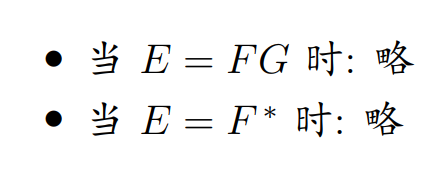 • 当 E = FG 时: 略
• 当 E = F* 时: 略